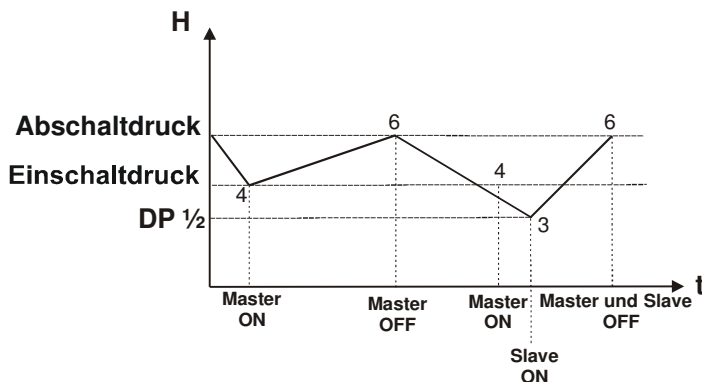 H
Abschaltdruck
6
6
Einschaltdruck
4
4
DP ½
3
t
Master
ON
Master
OFF
Master
ON
Master und Slave
OFF
Slave
ON